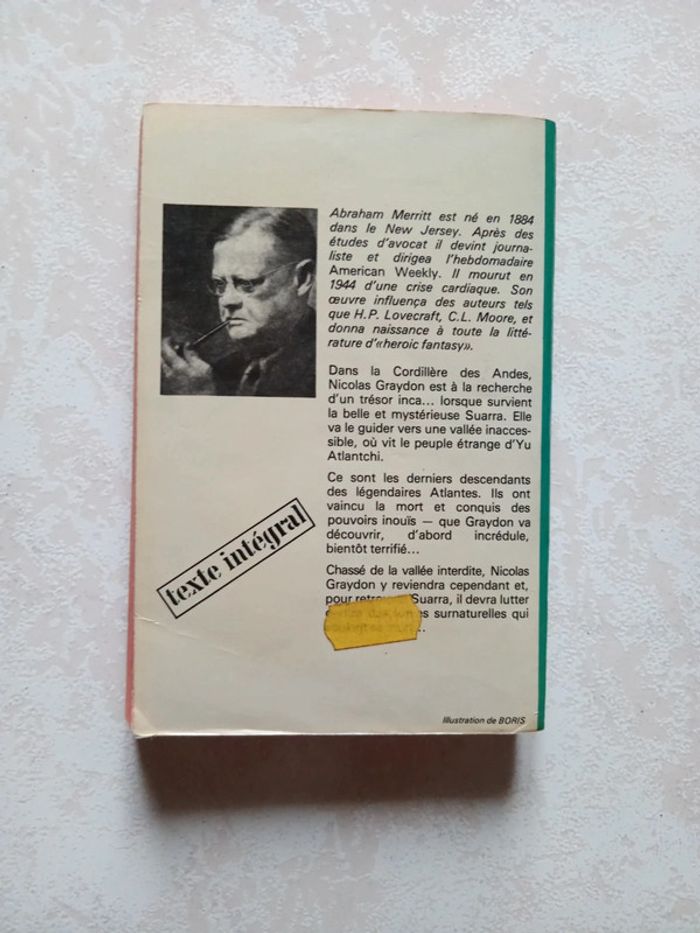 Abraham Merritt est né en 1884
dans le New Jersey. Après des
études d'avocat il devint journa-
liste et dirigea l'hebdomadaire
American Weekly. Il mourut en
1944 d'une crise cardiaque. Son
œuvre influença des auteurs tels
que H.P. Lovecraft, C.L. Moore, et
donna naissance à toute la litté-
rature d'«heroic fantasy».
Dans la Cordillère des Andes,
Nicolas Graydon est à la recherche
d'un trésor inca... lorsque survient
la belle et mystérieuse Suarra. Elle
va le guider vers une vallée inacces-
sible, où vit le peuple étrange d'Yu
Atlantchi.
Ce sont les derniers descendants
des légendaires Atlantes. Ils ont
vaincu la mort et conquis des
pouvoirs inouïs — que Graydon va
découvrir, d'abord incrédule,
bientôt terrifié...
Chassé de la vallée interdite, Nicolas
Graydon y reviendra cependant et,
pour Suarra, il devra lutter
surnaturelles qui
...
texte intégral
Illustration de BORIS